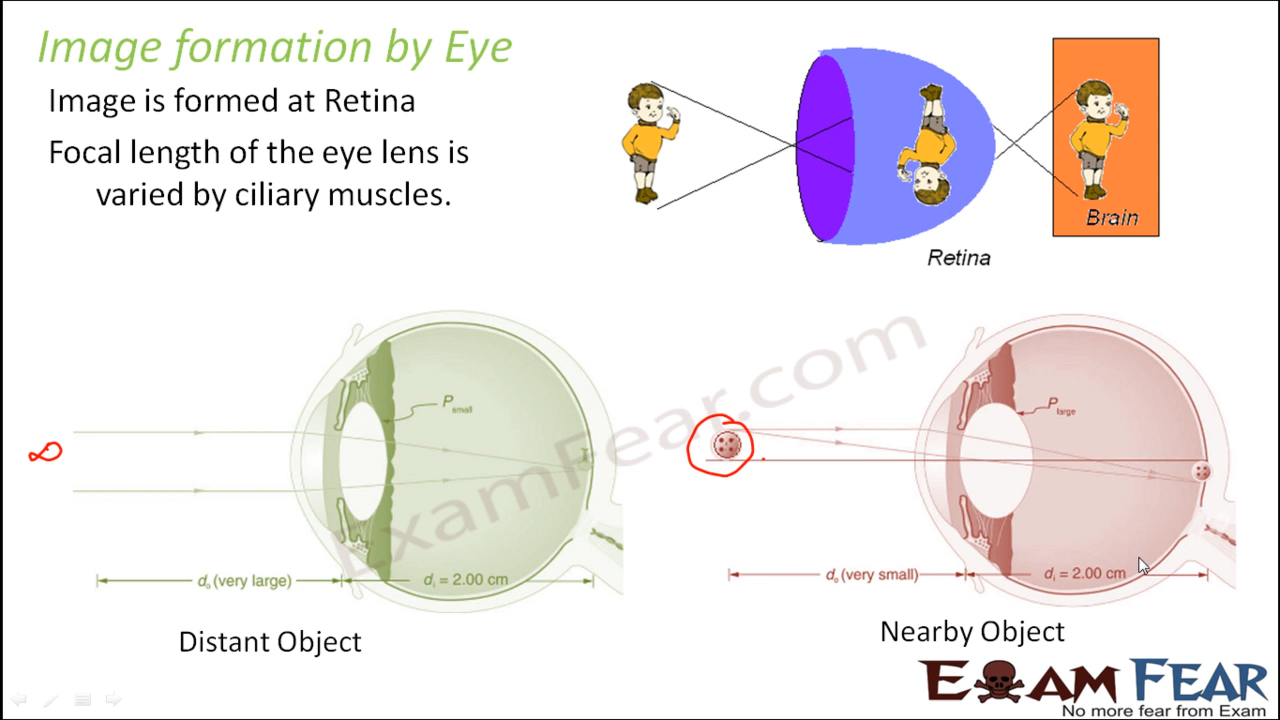 Image formation by Eye
Image is formed at Retina
Focal length of the eye lens is
varied by ciliary muscles.
Brain
Retina
P small
P large
∞
ExamFear.com
do (very large)
di = 2.00 cm
do (very small)
di = 2.00 cm
Distant Object
Nearby Object
EXAM FEAR
No more fear from Exam